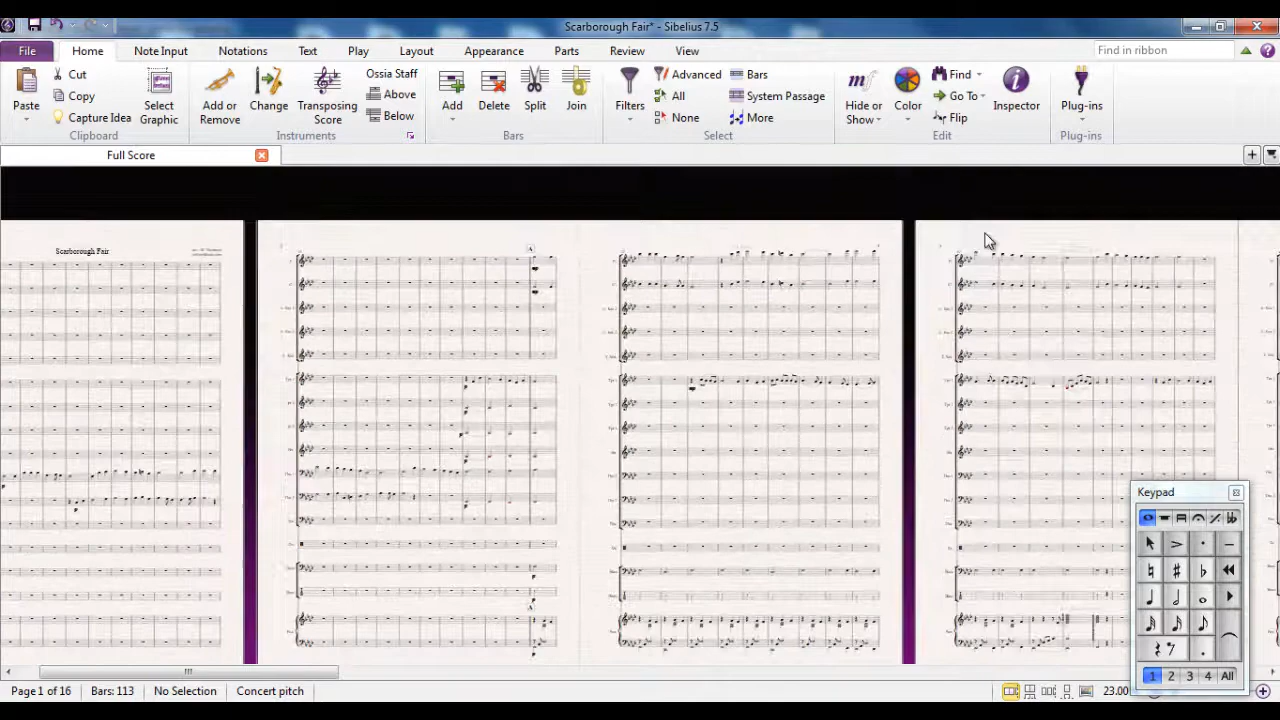 Scarborough Fair* - Sibelius 7.5
File Home Note Input Notations Text Play Layout Appearance Parts Review View Find in ribbon
Paste
Cut
Copy
Capture Idea
Select Graphic
Clipboard
Add or Remove
Change
Transposing Score
Ossia Staff
Above
Below
Instruments
Add
Delete
Split
Join
Bars
Filters
Advanced
All
None
Bars
System Passage
More
Select
Hide or Show
Color
Find
Go To
Flip
Inspector
Edit
Plug-ins
Plug-ins
Full Score
Scarborough Fair
A
A
Keypad
1 2 3 4 All
Page 1 of 16 Bars: 113 No Selection Concert pitch 23.00